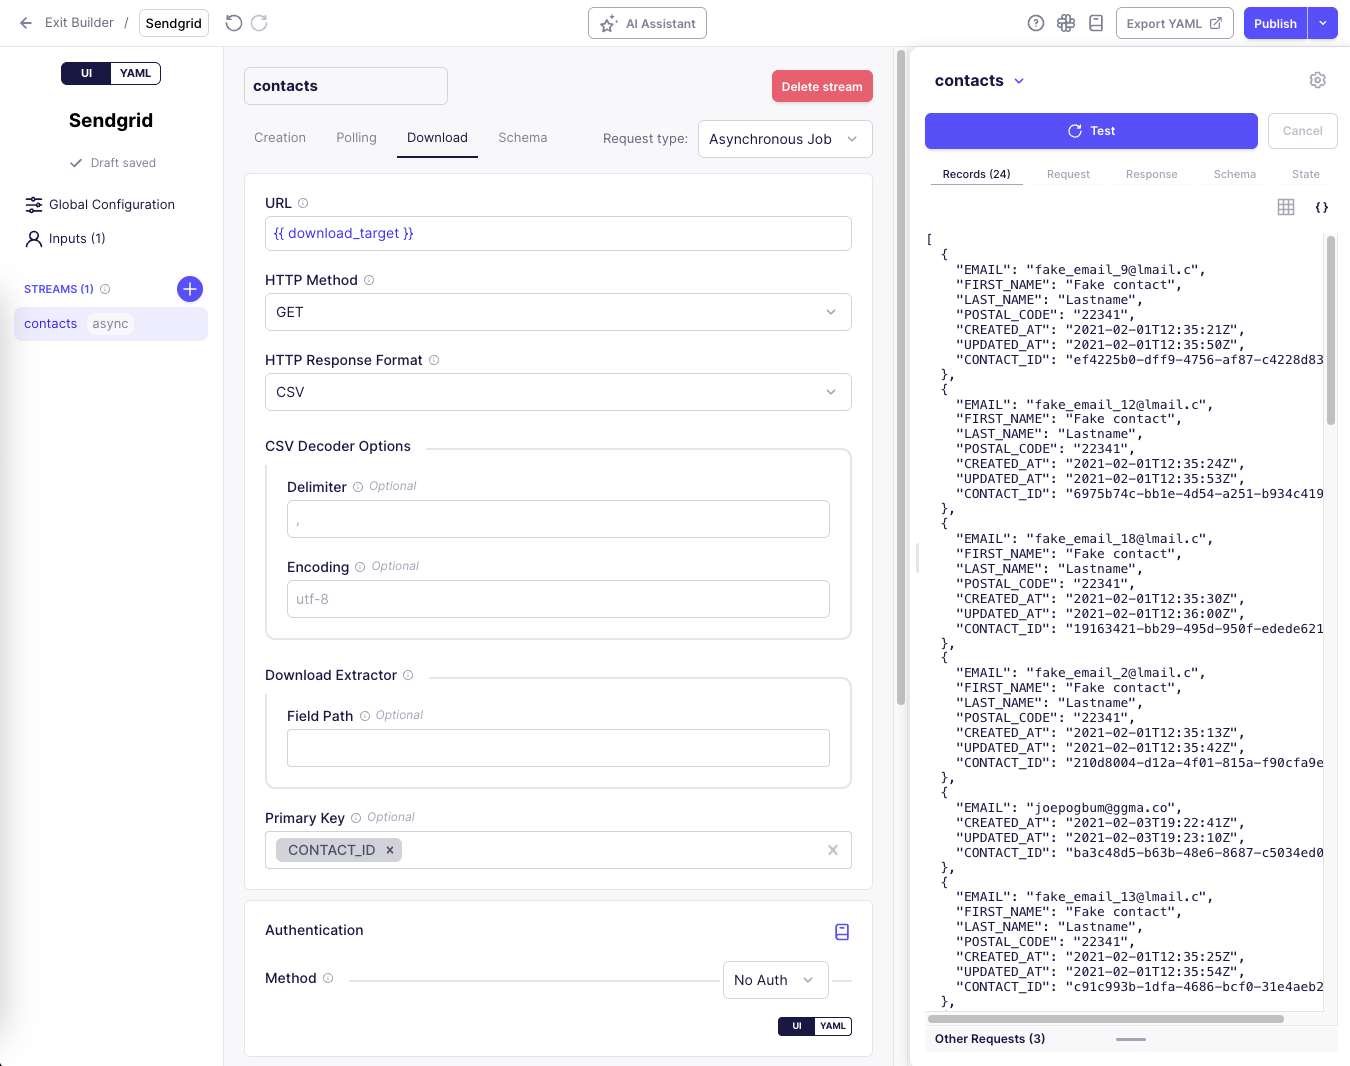 Exit Builder / Sendgrid
AI Assistant
Export YAML
Publish
UI YAML
Sendgrid
Draft saved
Global Configuration
Inputs (1)
STREAMS (1)
contacts async
contacts
Delete stream
Creation Polling Download Schema
Request type: Asynchronous Job
URL
{{ download_target }}
HTTP Method
GET
HTTP Response Format
CSV
CSV Decoder Options
Delimiter Optional
,
Encoding Optional
utf-8
Download Extractor
Field Path Optional
Primary Key Optional
CONTACT_ID
Authentication
Method No Auth
UI YAML
contacts
Test
Cancel
Records (24) Request Response Schema State
{}
[
{
"EMAIL": "fake_email_9@lmail.c",
"FIRST_NAME": "Fake contact",
"LAST_NAME": "Lastname",
"POSTAL_CODE": "22341",
"CREATED_AT": "2021-02-01T12:35:21Z",
"UPDATED_AT": "2021-02-01T12:35:50Z",
"CONTACT_ID": "ef4225b0-dff9-4756-af87-c4228d83
},
{
"EMAIL": "fake_email_12@lmail.c",
"FIRST_NAME": "Fake contact",
"LAST_NAME": "Lastname",
"POSTAL_CODE": "22341",
"CREATED_AT": "2021-02-01T12:35:24Z",
"UPDATED_AT": "2021-02-01T12:35:53Z",
"CONTACT_ID": "6975b74c-bb1e-4d54-a251-b934c419
},
{
"EMAIL": "fake_email_18@lmail.c",
"FIRST_NAME": "Fake contact",
"LAST_NAME": "Lastname",
"POSTAL_CODE": "22341",
"CREATED_AT": "2021-02-01T12:35:30Z",
"UPDATED_AT": "2021-02-01T12:36:00Z",
"CONTACT_ID": "19163421-bb29-495d-950f-edede621
},
{
"EMAIL": "fake_email_2@lmail.c",
"FIRST_NAME": "Fake contact",
"LAST_NAME": "Lastname",
"POSTAL_CODE": "22341",
"CREATED_AT": "2021-02-01T12:35:13Z",
"UPDATED_AT": "2021-02-01T12:35:42Z",
"CONTACT_ID": "210d8004-d12a-4f01-815a-f90cfa9e
},
{
"EMAIL": "joepogbum@ggma.co",
"CREATED_AT": "2021-02-03T19:22:41Z",
"UPDATED_AT": "2021-02-03T19:23:10Z",
"CONTACT_ID": "ba3c48d5-b63b-48e6-8687-c5034ed0
},
{
"EMAIL": "fake_email_13@lmail.c",
"FIRST_NAME": "Fake contact",
"LAST_NAME": "Lastname",
"POSTAL_CODE": "22341",
"CREATED_AT": "2021-02-01T12:35:25Z",
"UPDATED_AT": "2021-02-01T12:35:54Z",
"CONTACT_ID": "c91c993b-1dfa-4686-bcf0-31e4aeb2
},
Other Requests (3)